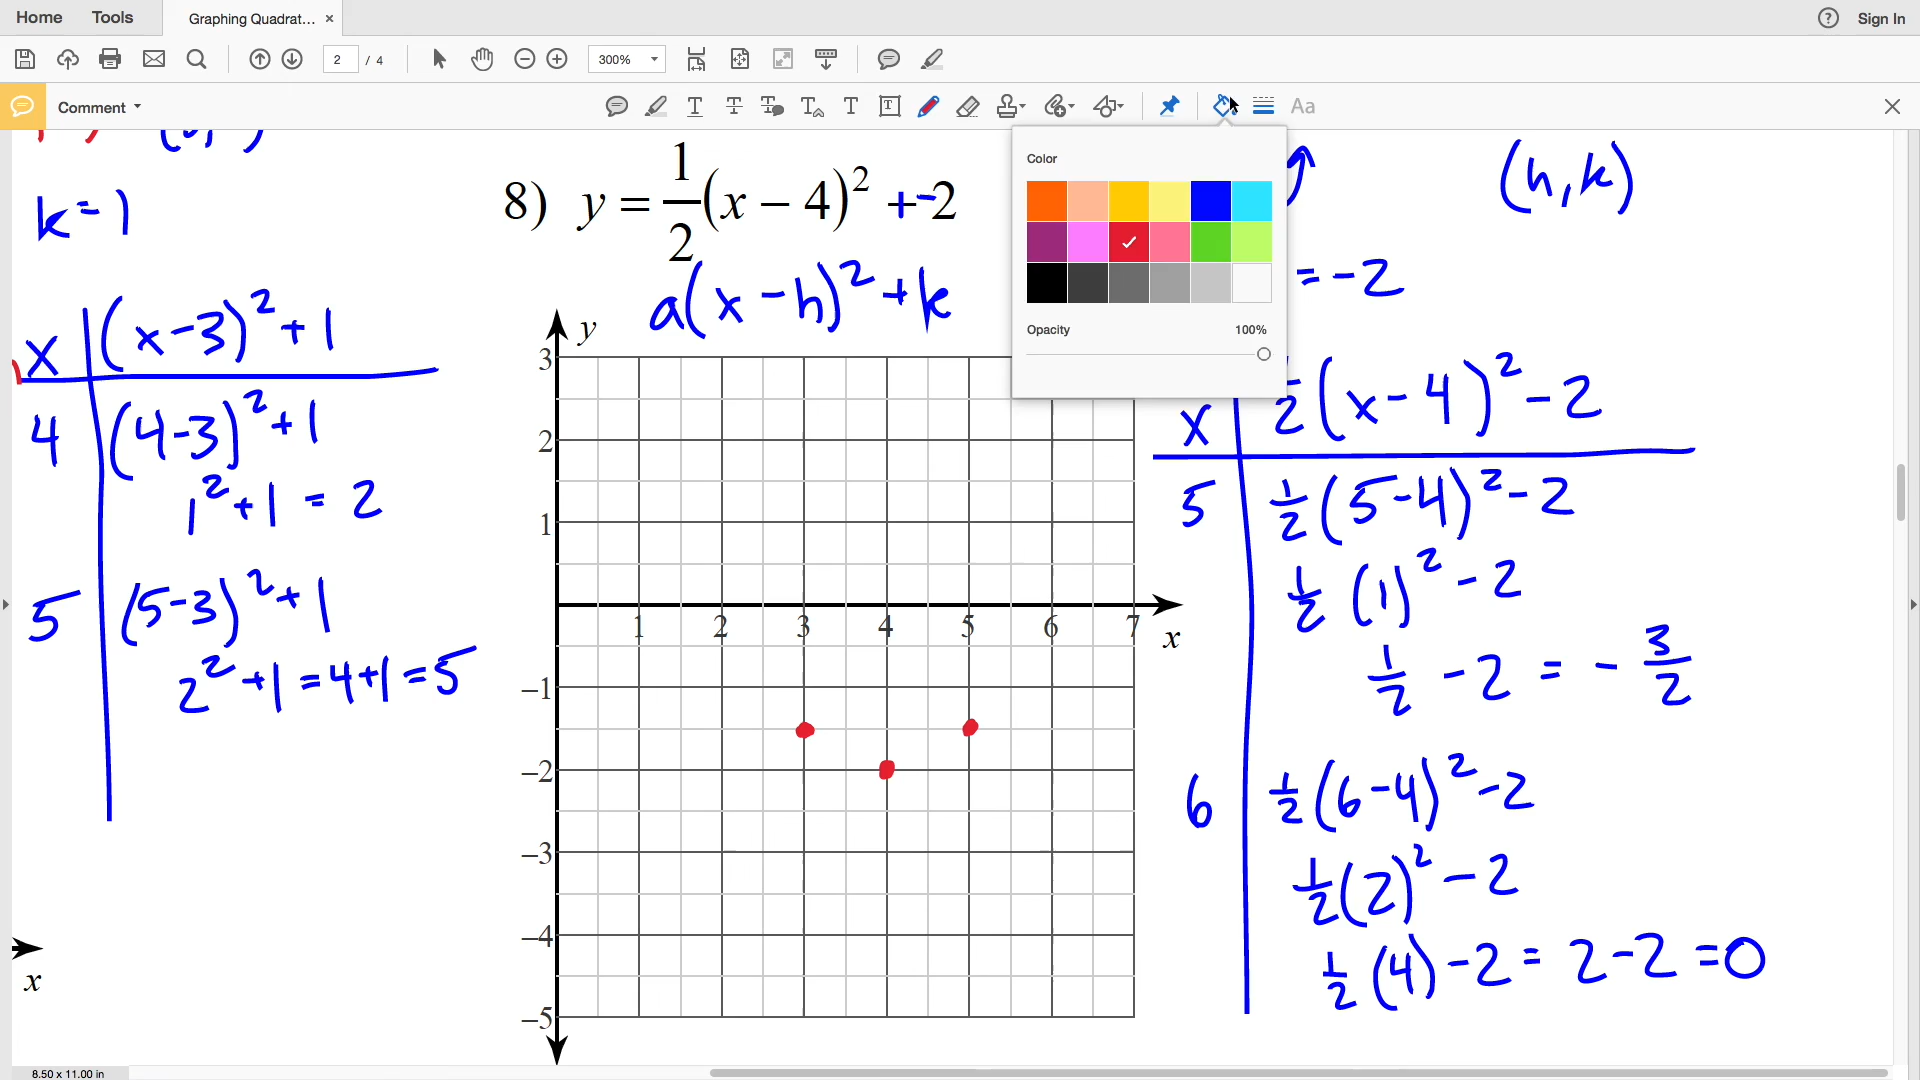 Home Tools Graphing Quadrat... × Sign In
2 / 4 300%
Comment
Aa
k=1
8) y = 1/2(x − 4)² +-2
a(x-h)²+k
(h,k)
=-2
Color
Opacity 100%
x (x-3)²+1
4 (4-3)²+1
1²+1=2
5 (5-3)²+1
2²+1=4+1=5
x
y
3
2
1
1 2 3 4 5 6 7
x
−1
−2
−3
−4
−5
x 1/2(x-4)²-2
5 1/2(5-4)²-2
1/2(1)²-2
1/2-2=-3/2
6 1/2(6-4)²-2
1/2(2)²-2
1/2(4)-2=2-2=0
8.50 x 11.00 in